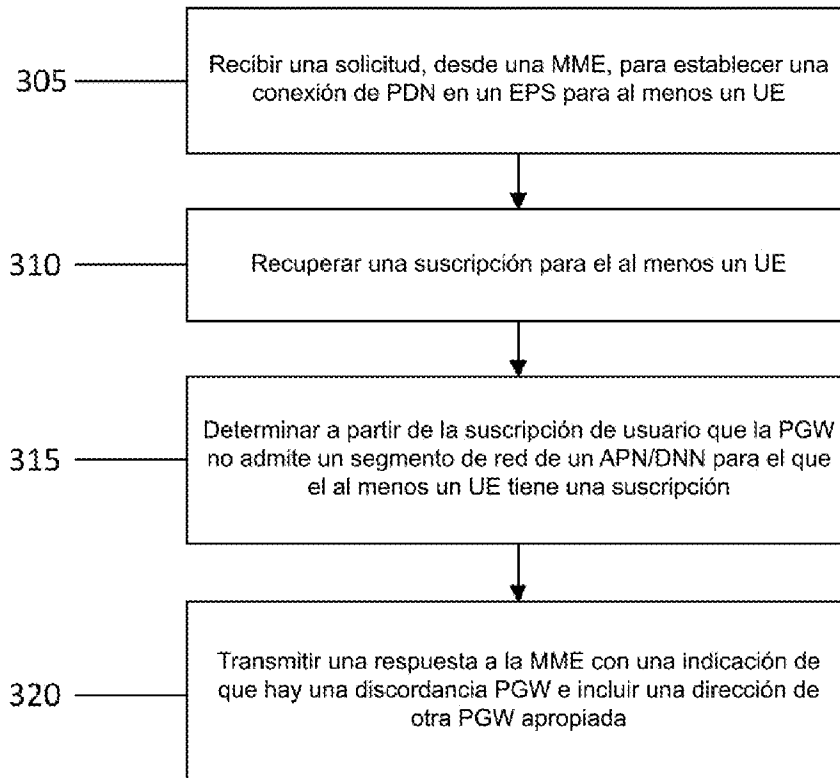 305
Recibir una solicitud, desde una MME, para establecer una
conexión de PDN en un EPS para al menos un UE
310
Recuperar una suscripción para el al menos un UE
315
Determinar a partir de la suscripción de usuario que la PGW
no admite un segmento de red de un APN/DNN para el que
el al menos un UE tiene una suscripción
320
Transmitir una respuesta a la MME con una indicación de
que hay una discordancia PGW e incluir una dirección de
otra PGW apropiada